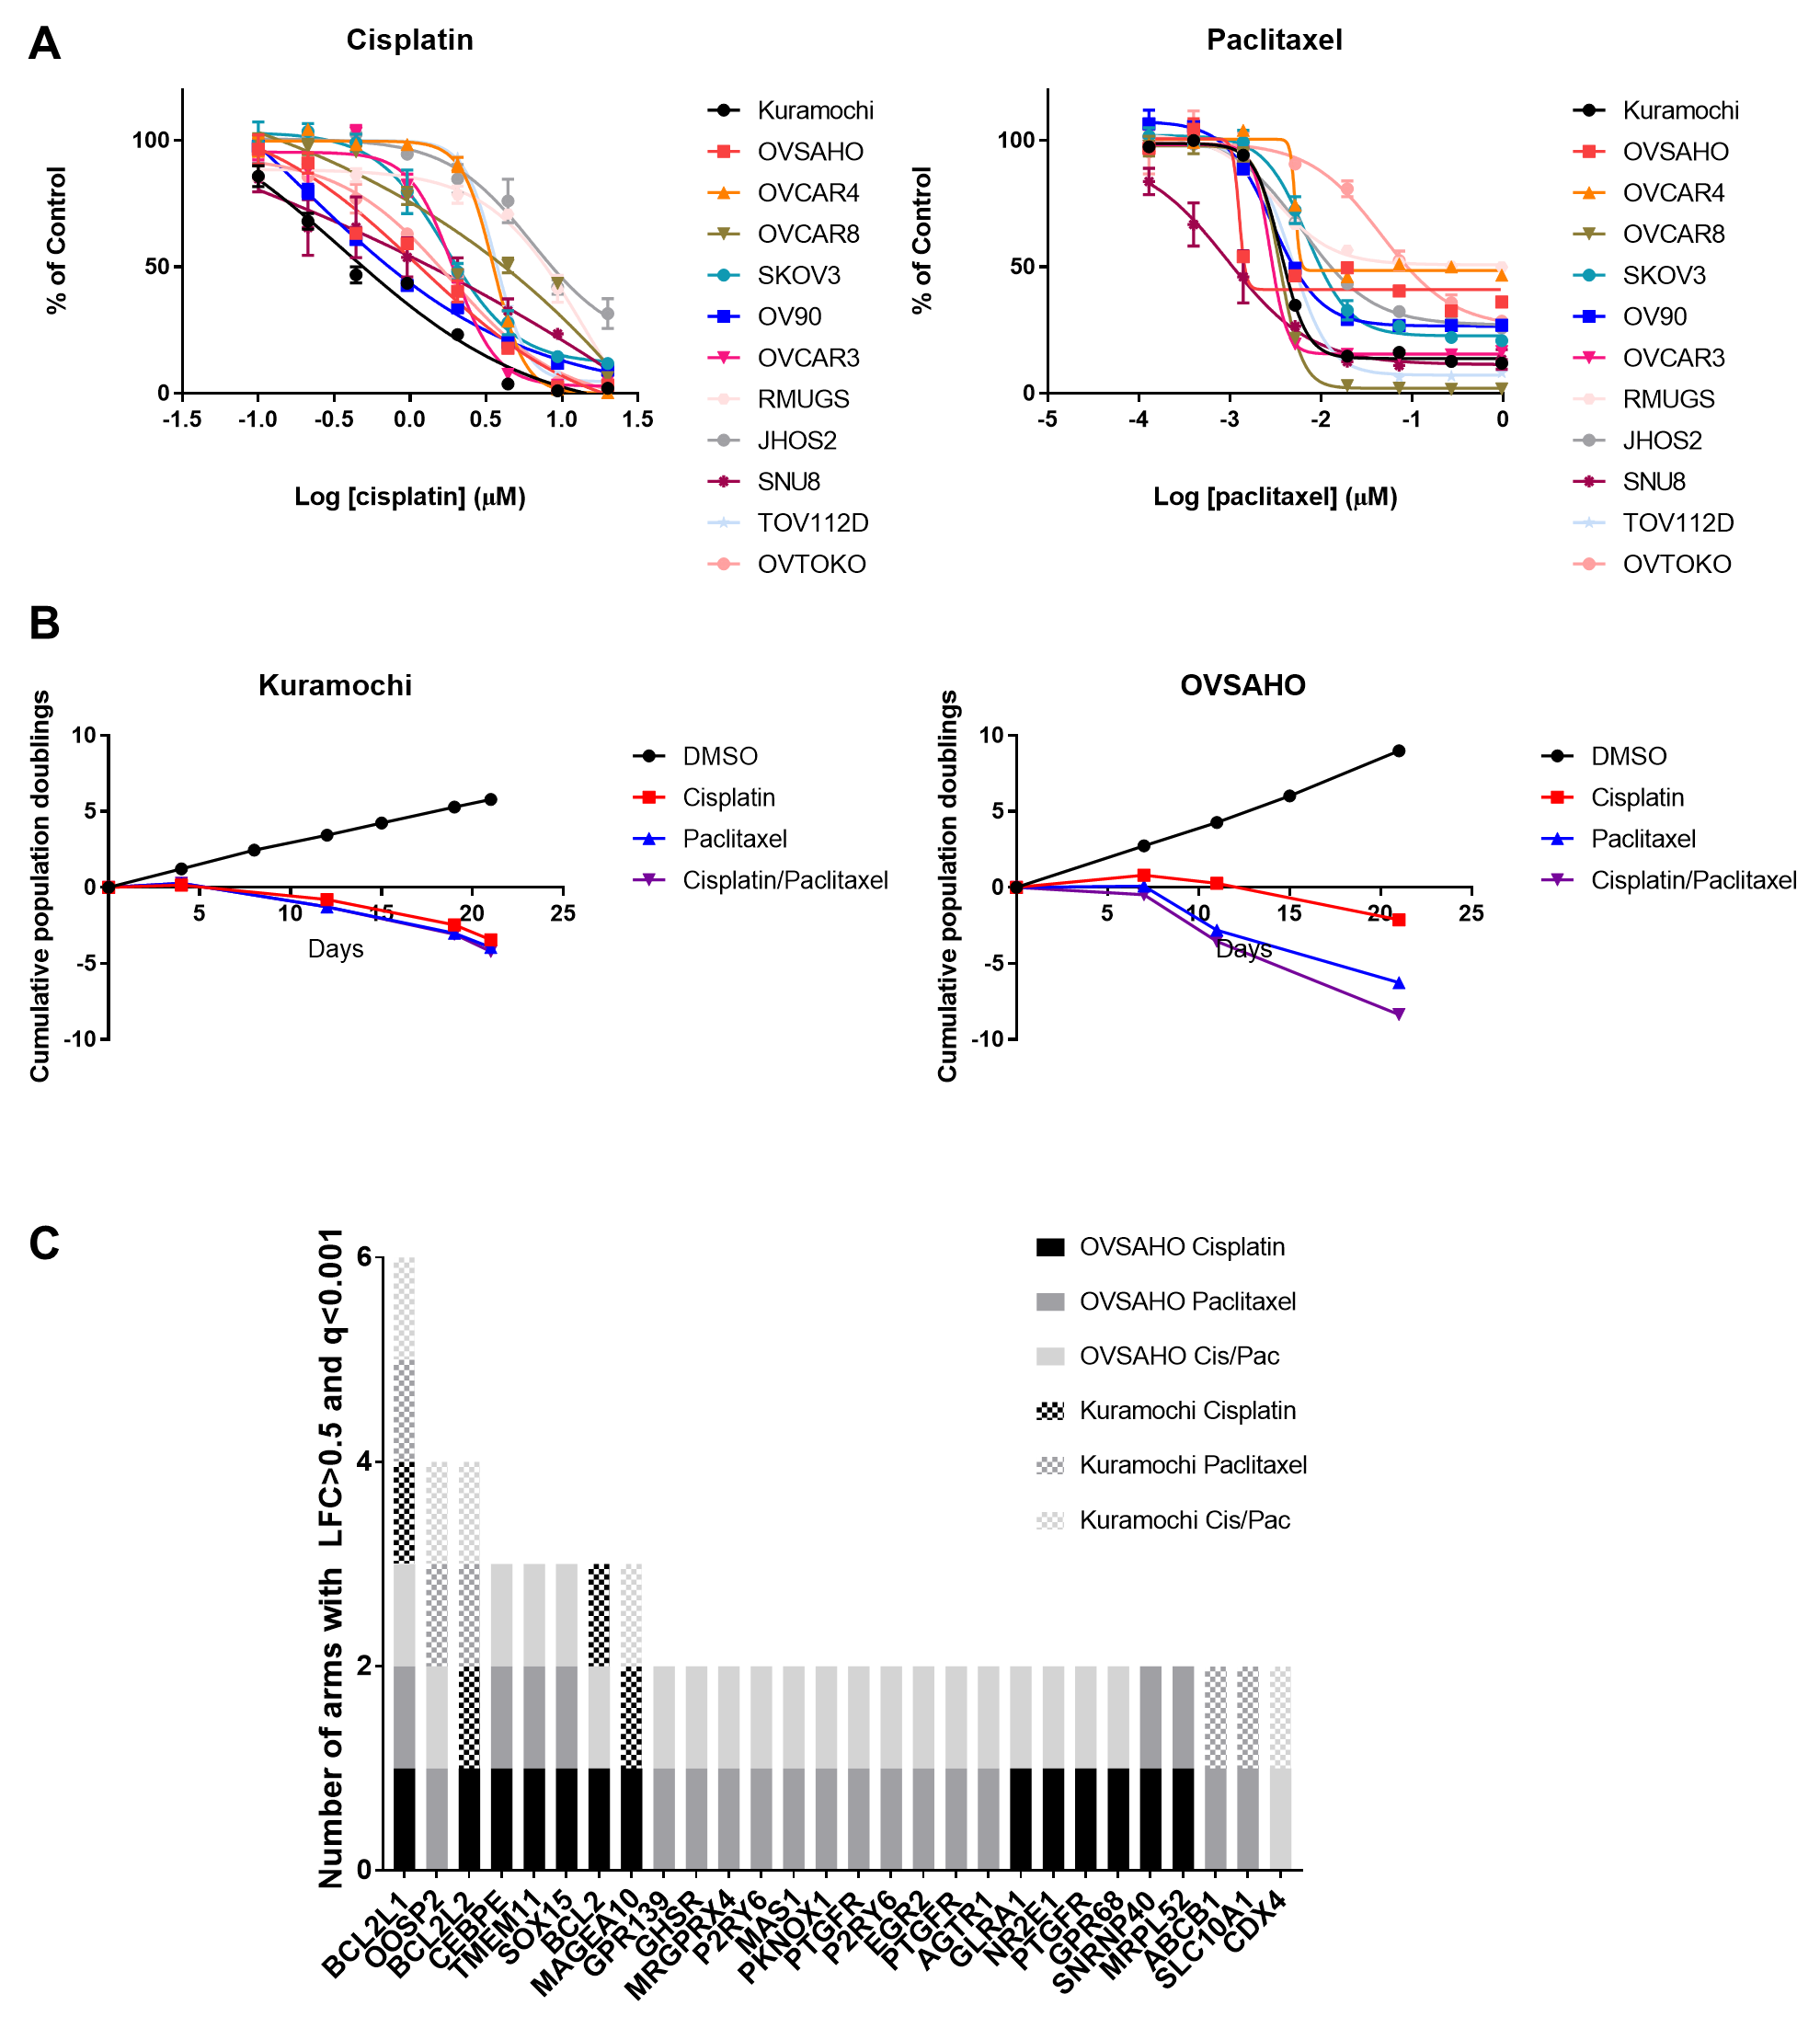 A
Cisplatin
% of Control
100
50
0
-1.5 -1.0 -0.5 0.0 0.5 1.0 1.5
Log [cisplatin] (μM)
Kuramochi
OVSAHO
OVCAR4
OVCAR8
SKOV3
OV90
OVCAR3
RMUGS
JHOS2
SNU8
TOV112D
OVTOKO
Paclitaxel
% of Control
100
50
0
-5 -4 -3 -2 -1 0
Log [paclitaxel] (μM)
Kuramochi
OVSAHO
OVCAR4
OVCAR8
SKOV3
OV90
OVCAR3
RMUGS
JHOS2
SNU8
TOV112D
OVTOKO
B
Kuramochi
Cumulative population doublings
10
5
0
-5
-10
5 10 15 20 25
Days
DMSO
Cisplatin
Paclitaxel
Cisplatin/Paclitaxel
OVSAHO
Cumulative population doublings
10
5
0
-5
-10
5 10 15 20 25
Days
DMSO
Cisplatin
Paclitaxel
Cisplatin/Paclitaxel
C
Number of arms with LFC>0.5 and q<0.001
6
4
2
0
OVSAHO Cisplatin
OVSAHO Paclitaxel
OVSAHO Cis/Pac
Kuramochi Cisplatin
Kuramochi Paclitaxel
Kuramochi Cis/Pac
BCL2L1
OOSP2
BCL2L2
CEBPE
TMEM11
SOX15
BCL2
MAGEA10
GPR139
GHSR
MRGPRX4
P2RY6
MAS1
PKNOX1
PTGFR
P2RY6
EGR2
PTGFR
AGTR1
GLRA1
NR2E1
PTGFR
GPR68
SNRNP40
MRPL52
ABCB1
SLC10A1
CDX4